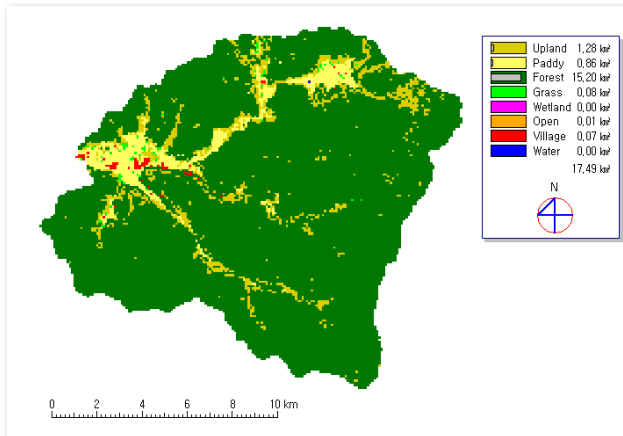 Upland 1,28 km²
Paddy 0,86 km²
Forest 15,20 km²
Grass 0,08 km²
Wetland 0,00 km²
Open 0,01 km²
Village 0,07 km²
Water 0,00 km²
17,49 km²
N
0 2 4 6 8 10 km